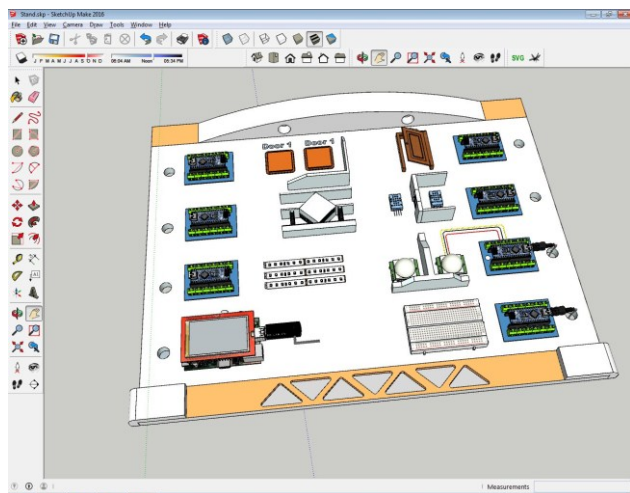 Stand.skp - SketchUp Make 2016
File Edit View Camera Draw Tools Window Help
J F M A M J J A S O N D 06:04 AM Noon 05:34 PM SVG
Door 1 Door 1
A1
Measurements